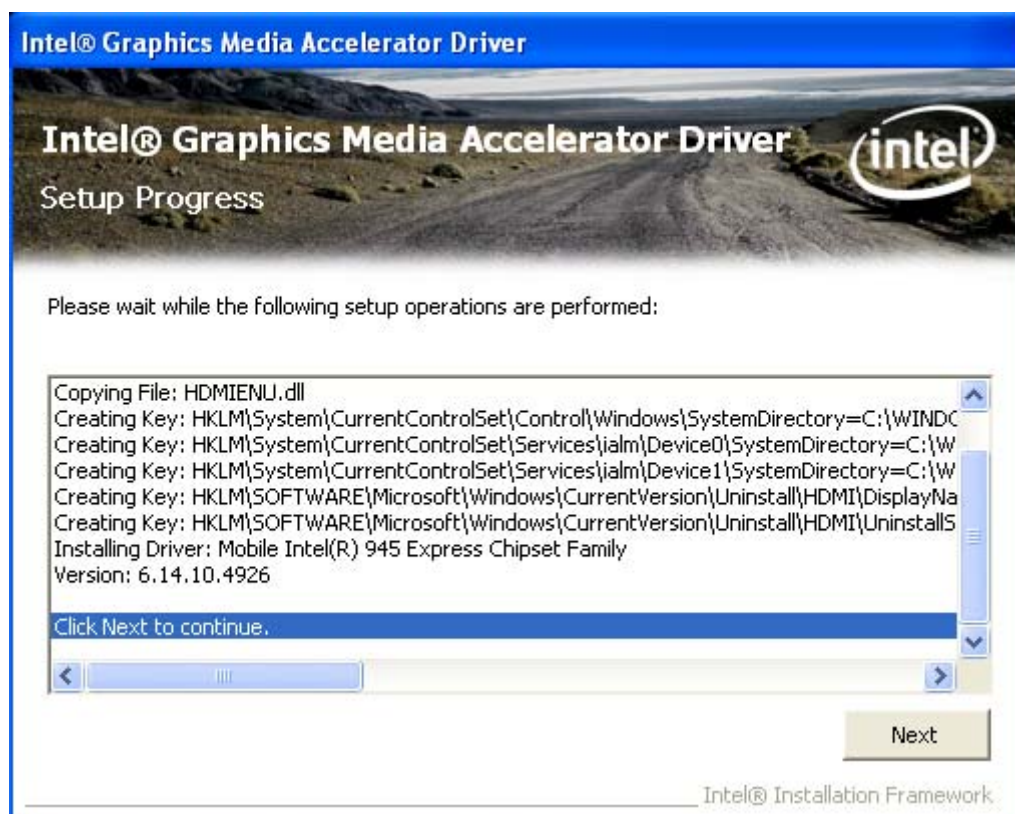 Intel® Graphics Media Accelerator Driver
Intel® Graphics Media Accelerator Driver
intel
Setup Progress
Please wait while the following setup operations are performed:
Copying File: HDMIENU.dll
Creating Key: HKLM\System\CurrentControlSet\Control\Windows\SystemDirectory=C:\WINDO
Creating Key: HKLM\System\CurrentControlSet\Services\ialm\Device0\SystemDirectory=C:\W
Creating Key: HKLM\System\CurrentControlSet\Services\ialm\Device1\SystemDirectory=C:\W
Creating Key: HKLM\SOFTWARE\Microsoft\Windows\CurrentVersion\Uninstall\HDMI\DisplayNa
Creating Key: HKLM\SOFTWARE\Microsoft\Windows\CurrentVersion\Uninstall\HDMI\UninstallS
Installing Driver: Mobile Intel(R) 945 Express Chipset Family
Version: 6.14.10.4926
Click Next to continue.
Next
Intel® Installation Framework